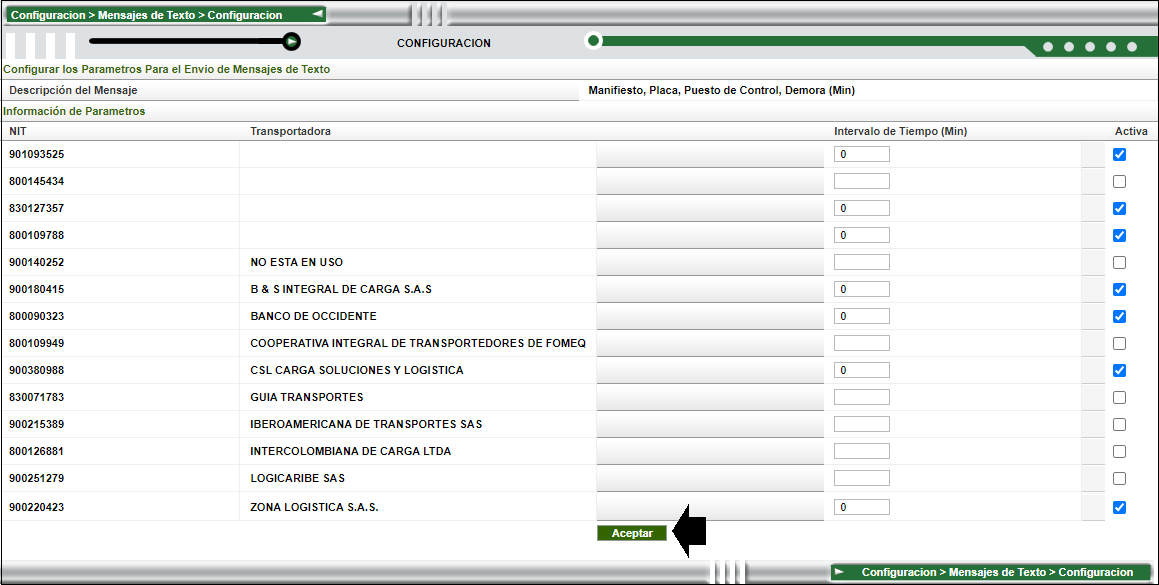 Configuracion > Mensajes de Texto > Configuracion
CONFIGURACION
Configurar los Parametros Para el Envio de Mensajes de Texto
Descripción del Mensaje Manifiesto, Placa, Puesto de Control, Demora (Min)
Información de Parametros
NIT Transportadora Intervalo de Tiempo (Min) Activa
901093525 0
800145434
830127357 0
800109788 0
900140252 NO ESTA EN USO
900180415 B & S INTEGRAL DE CARGA S.A.S 0
800090323 BANCO DE OCCIDENTE 0
800109949 COOPERATIVA INTEGRAL DE TRANSPORTEDORES DE FOMEQ
900380988 CSL CARGA SOLUCIONES Y LOGISTICA 0
830071783 GUIA TRANSPORTES
900215389 IBEROAMERICANA DE TRANSPORTES SAS
800126881 INTERCOLOMBIANA DE CARGA LTDA
900251279 LOGICARIBE SAS
900220423 ZONA LOGISTICA S.A.S. 0
Aceptar
Configuracion > Mensajes de Texto > Configuracion